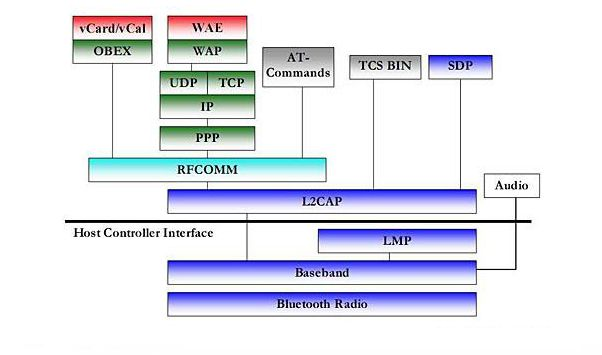 vCard/vCal
WAE
OBEX
WAP
AT-
Commands
TCS BIN
SDP
UDP
TCP
IP
PPP
RFCOMM
Audio
L2CAP
Host Controller Interface
LMP
Baseband
Bluetooth Radio